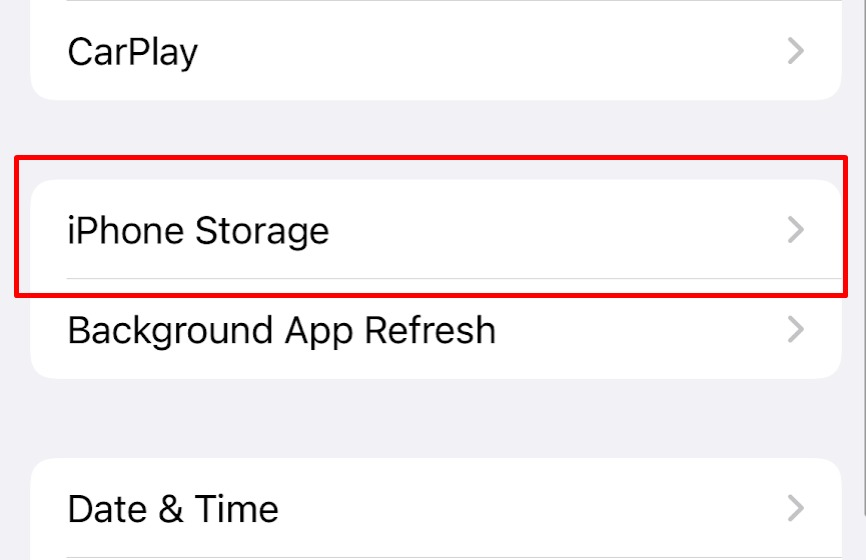 CarPlay
iPhone Storage
Background App Refresh
Date & Time